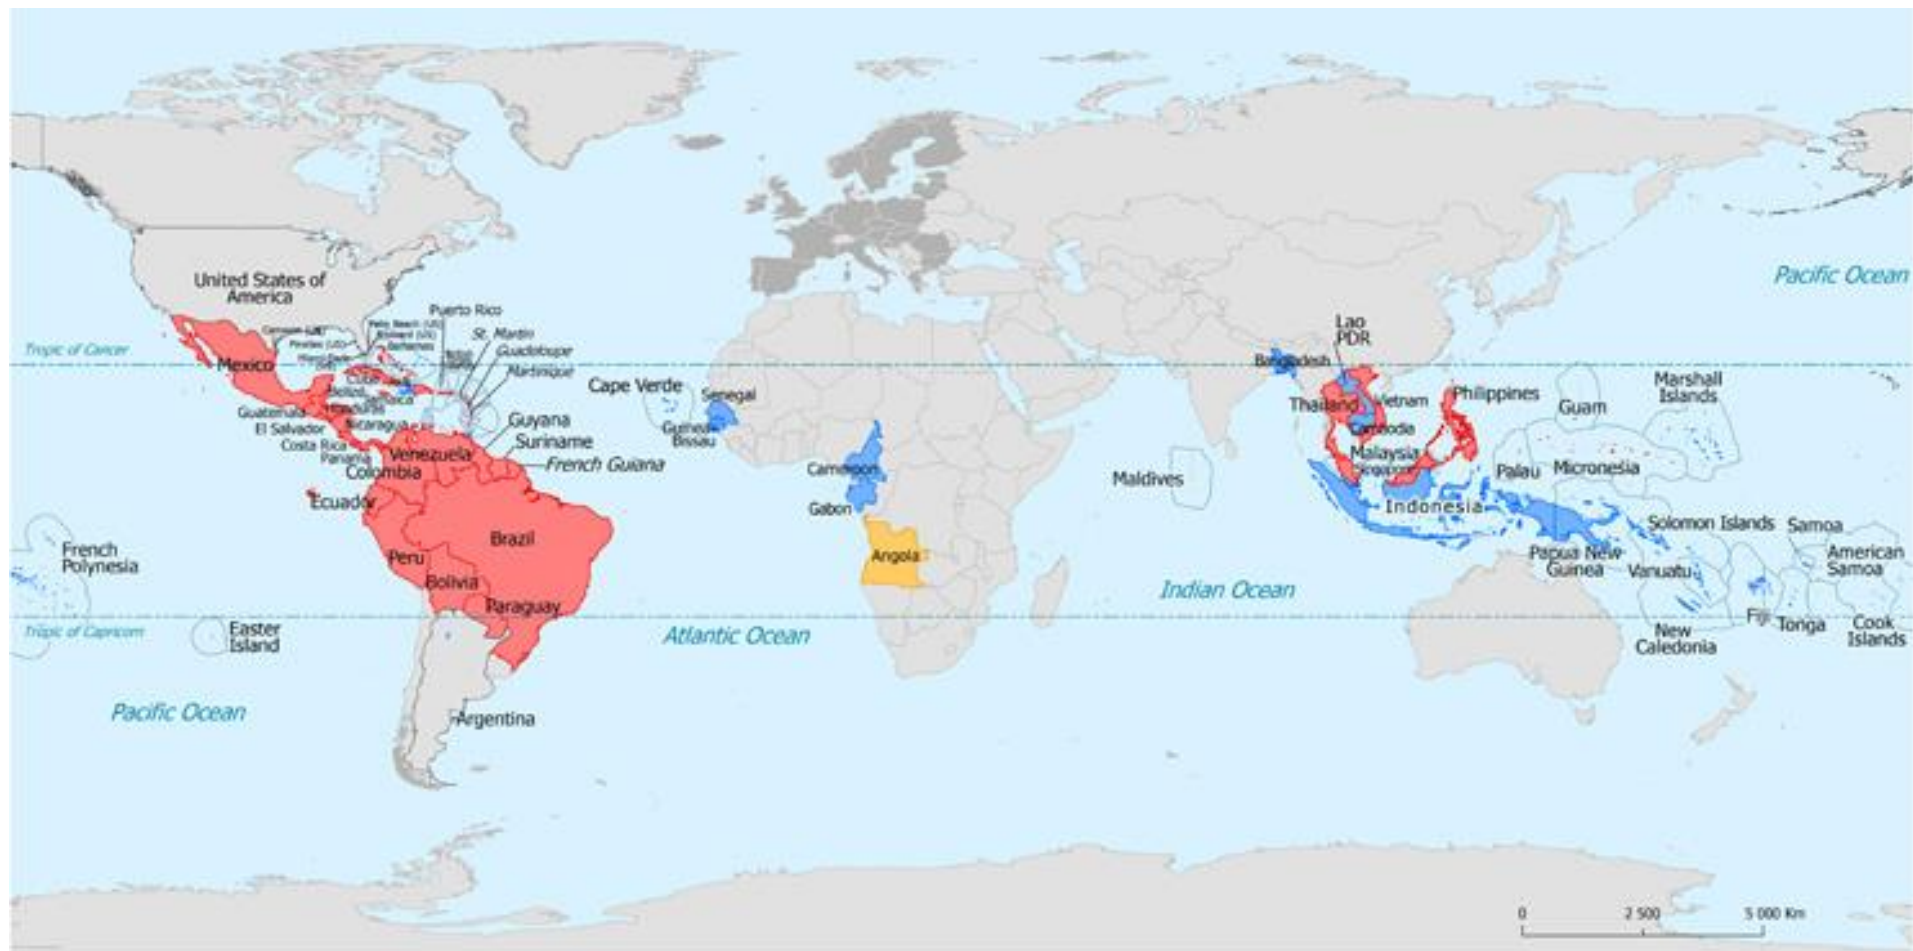 Pacific Ocean
United States of
America
Puerto Rico
St. Martin
Guadeloupe
Martinique
Tropic of Cancer
Mexico
Cuba
Belize
Jamaica
Honduras
Guatemala
El Salvador
Nicaragua
Costa Rica
Panama
Venezuela
Colombia
Guyana
Suriname
French Guiana
Ecuador
Brazil
Peru
Bolivia
Paraguay
Argentina
French
Polynesia
Tropic of Capricorn
Easter
Island
Pacific Ocean
Atlantic Ocean
Cape Verde
Senegal
Guinea-
Bissau
Cameroon
Gabon
Angola
Maldives
Indian Ocean
Bangladesh
Lao
PDR
Thailand
Vietnam
Cambodia
Malaysia
Singapore
Philippines
Indonesia
Guam
Marshall
Islands
Palau
Micronesia
Solomon Islands
Samoa
Papua New
Guinea
Vanuatu
American
Samoa
New
Caledonia
Fiji
Tonga
Cook
Islands
0
2 500
5 000 Km